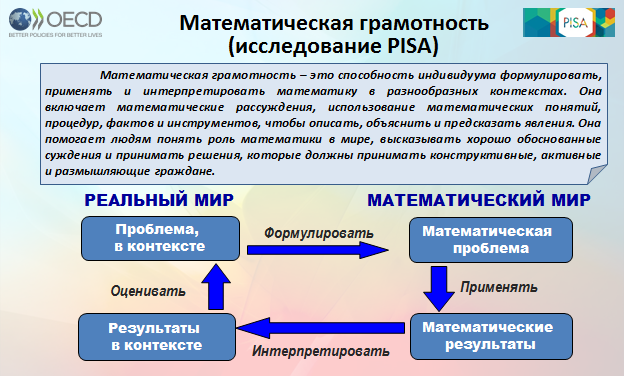 OECD
BETTER POLICIES FOR BETTER LIVES
Математическая грамотность
(исследование PISA)
PISA
Математическая грамотность – это способность индивидуума формулировать,
применять и интерпретировать математику в разнообразных контекстах. Она
включает математические рассуждения, использование математических понятий,
процедур, фактов и инструментов, чтобы описать, объяснить и предсказать явления. Она
помогает людям понять роль математики в мире, высказывать хорошо обоснованные
суждения и принимать решения, которые должны принимать конструктивные, активные
и размышляющие граждане.
РЕАЛЬНЫЙ МИР
МАТЕМАТИЧЕСКИЙ МИР
Проблема,
в контексте
Формулировать
Математическая
проблема
Оценивать
Применять
Результаты
в контексте
Интерпретировать
Математические
результаты